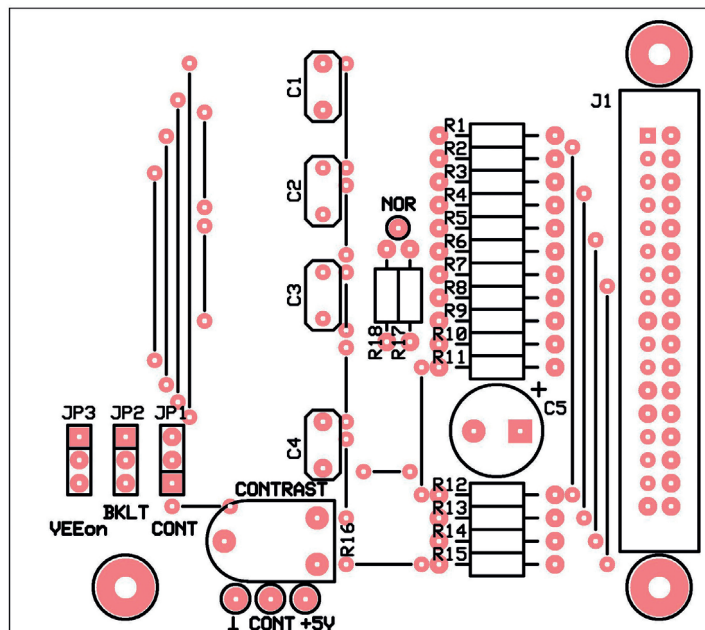 C1
J1
R1
R2
R3
C2
R4
NOR
R5
R6
R7
C3
R8
R9
R18
R17
R10
R11
+
JP3
JP2
JP1
C5
C4
CONTRAST
R12
BKLT
R13
VEEon
CONT
R16
R14
R15
⊥ CONT +5V